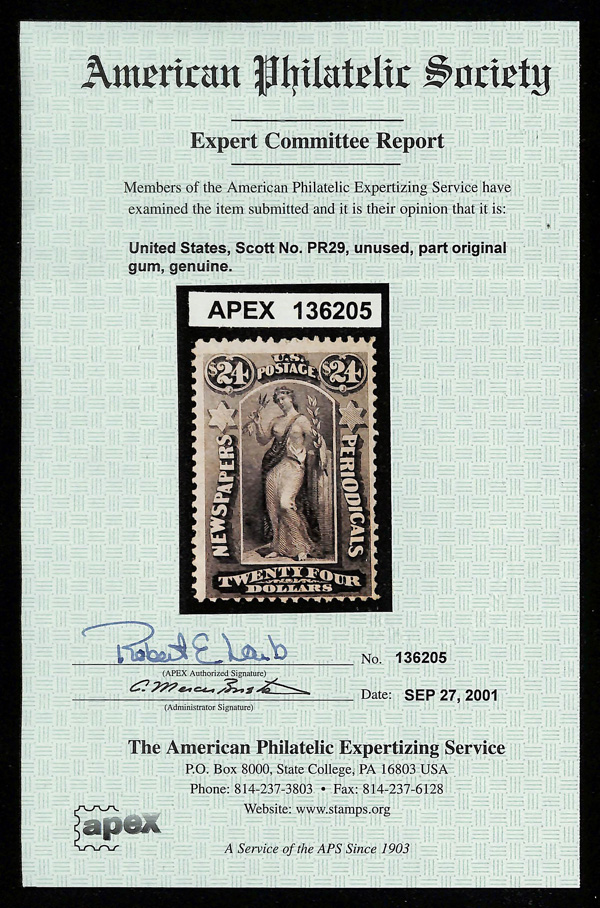 American Philatelic Society
Expert Committee Report
Members of the American Philatelic Expertizing Service have
examined the item submitted and it is their opinion that it is:
United States, Scott No. PR29, unused, part original
gum, genuine.
APEX 136205
$24 U.S. $24
POSTAGE
NEWSPAPERS
PERIODICALS
TWENTY FOUR
DOLLARS
Robert E. Lamb
No. 136205
(APEX Authorized Signature)
C. Mercer
Date: SEP 27, 2001
(Administrator Signature)
The American Philatelic Expertizing Service
P.O. Box 8000, State College, PA 16803 USA
Phone: 814-237-3803 • Fax: 814-237-6128
Website: www.stamps.org
apex
A Service of the APS Since 1903